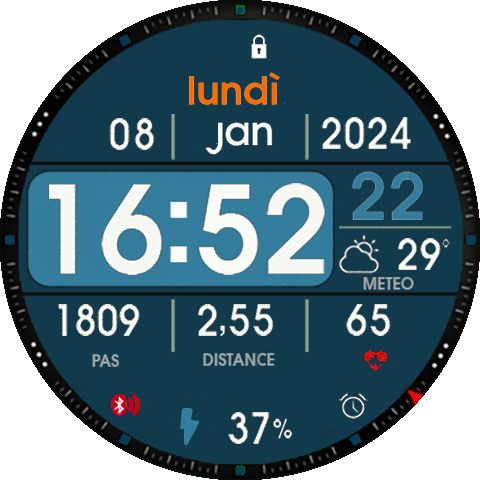 lundì
08 jan 2024
16:52 22
29°
METEO
1809 2,55 65
PAS DISTANCE
37%